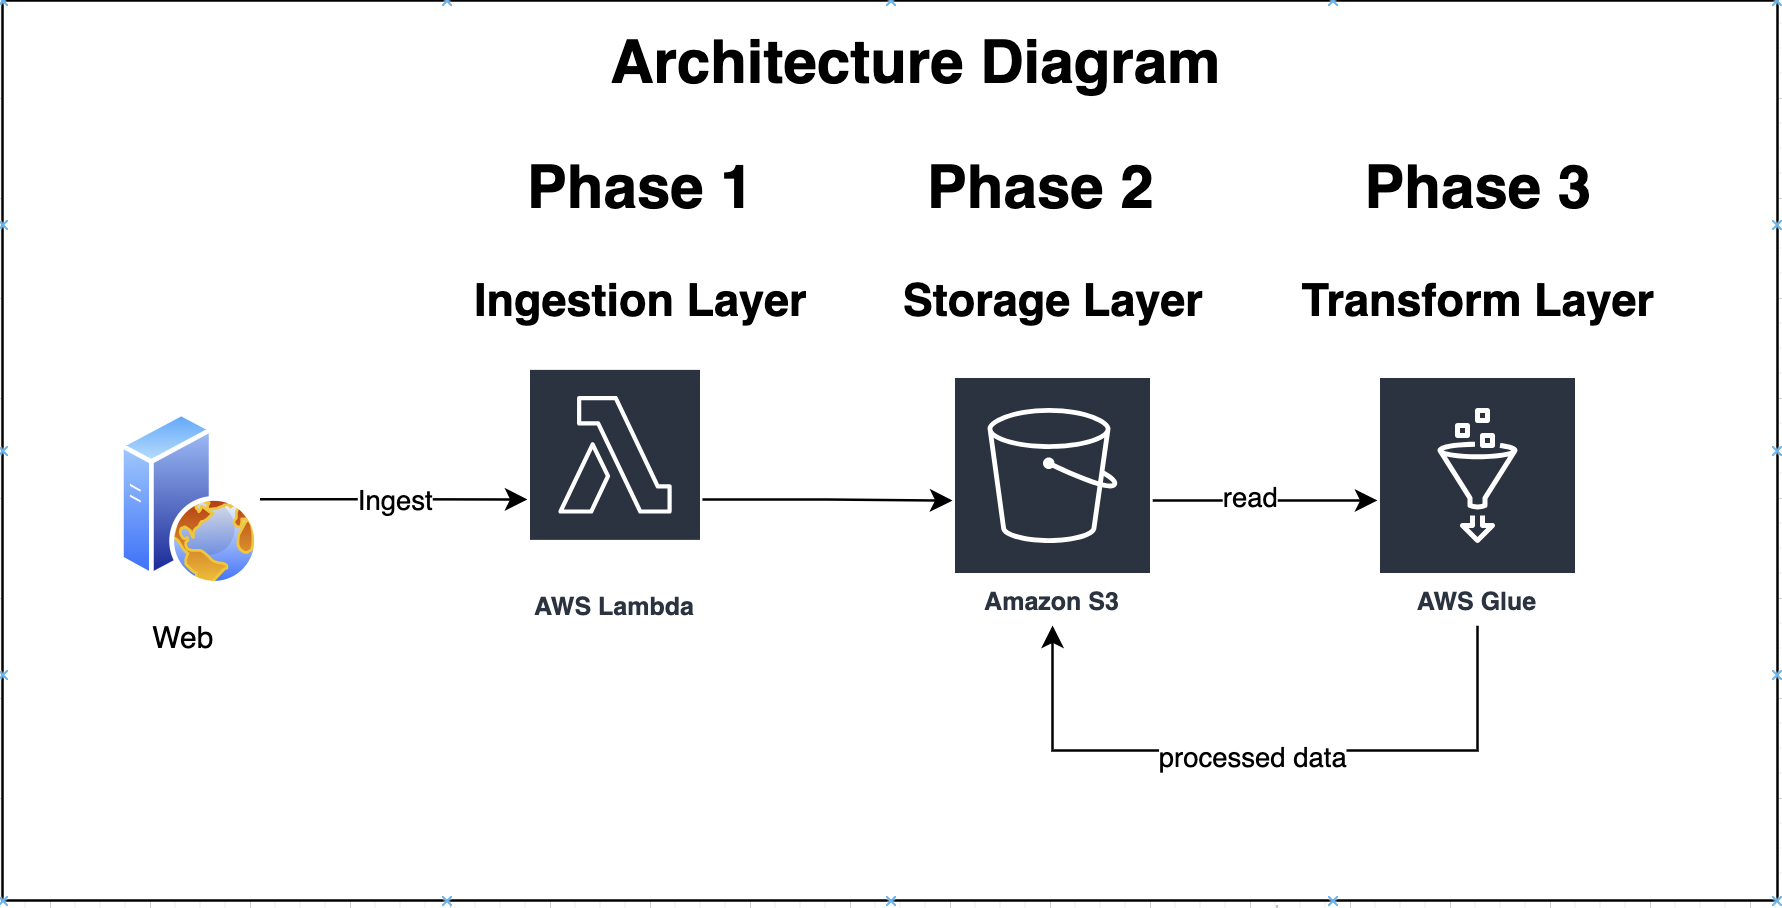 Architecture Diagram
Phase 1
Phase 2
Phase 3
Ingestion Layer
Storage Layer
Transform Layer
Ingest
read
AWS Lambda
Amazon S3
AWS Glue
Web
processed data